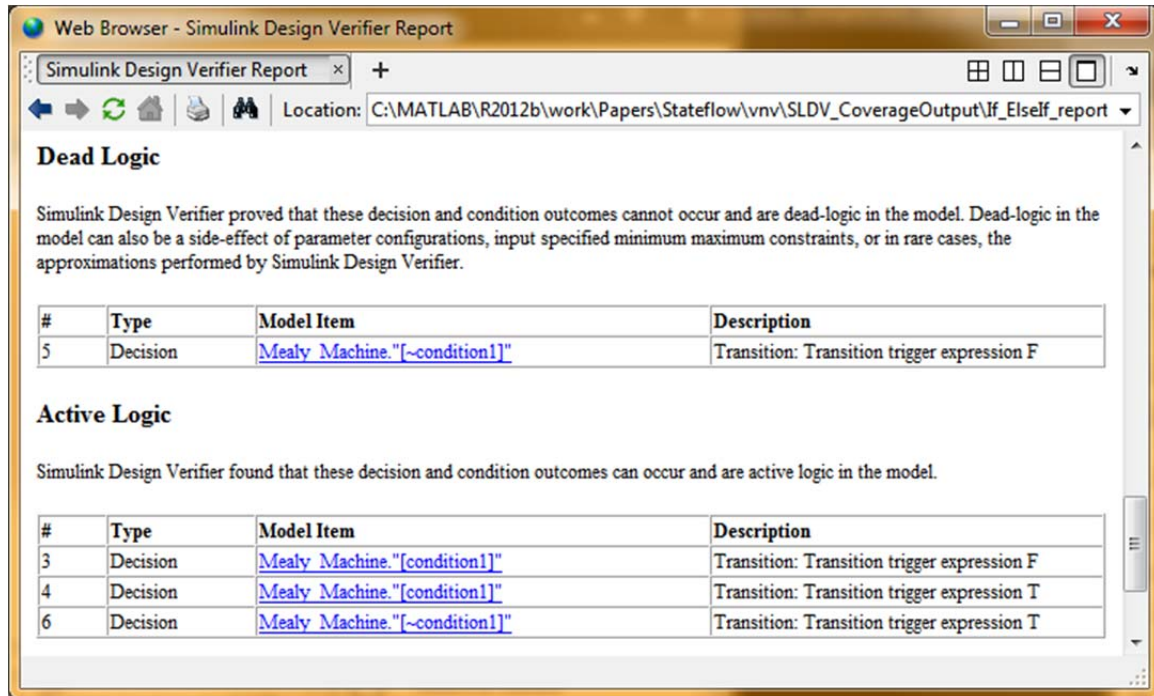 Web Browser - Simulink Design Verifier Report
Simulink Design Verifier Report
Location: C:\MATLAB\R2012b\work\Papers\Stateflow\vnv\SLDV_CoverageOutput\If_ElseIf_report
Dead Logic
Simulink Design Verifier proved that these decision and condition outcomes cannot occur and are dead-logic in the model. Dead-logic in the
model can also be a side-effect of parameter configurations, input specified minimum maximum constraints, or in rare cases, the
approximations performed by Simulink Design Verifier.
# Type Model Item Description
5 Decision Mealy_Machine."[~condition1]" Transition: Transition trigger expression F
Active Logic
Simulink Design Verifier found that these decision and condition outcomes can occur and are active logic in the model.
# Type Model Item Description
3 Decision Mealy_Machine."[condition1]" Transition: Transition trigger expression F
4 Decision Mealy_Machine."[condition1]" Transition: Transition trigger expression T
6 Decision Mealy_Machine."[~condition1]" Transition: Transition trigger expression T